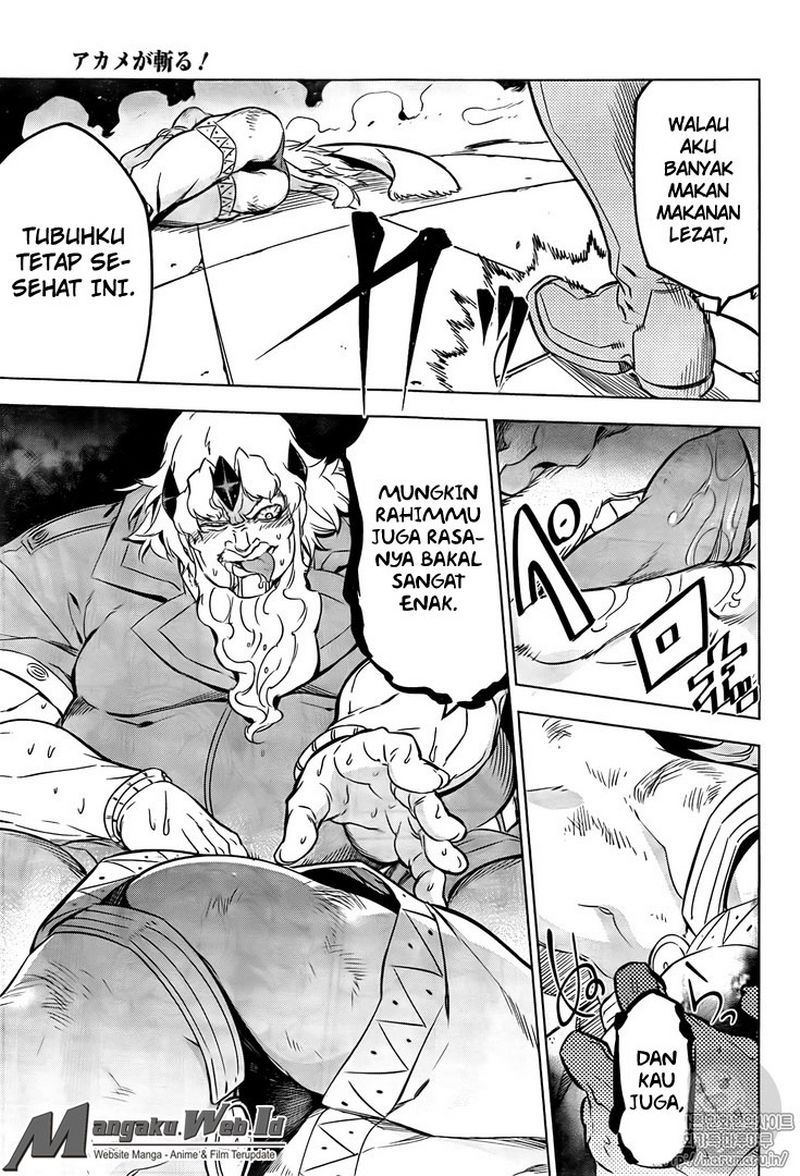 アカメが斬る!
WALAU
AKU
BANYAK
MAKAN
MAKANAN
LEZAT,
TUBUHKU
TETAP SE-
SEHAT INI.
MUNGKIN
RAHIMMU
JUGA RASA-
NYA BAKAL
SANGAT
ENAK.
DAN
KAU
JUGA,
Mangaku.Web.Id
Website Manga - Anime & Film Terupdate